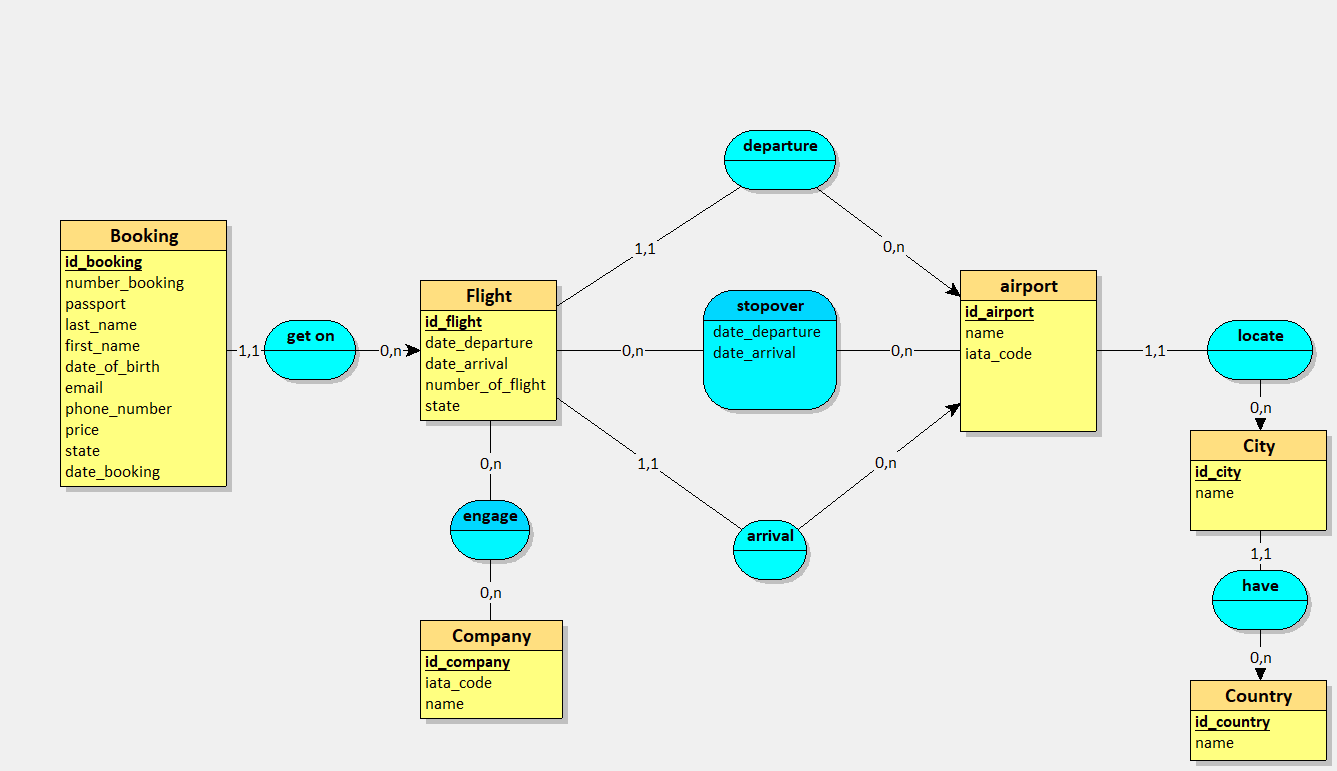 departure
1,1
0,n
Booking
id_booking
number_booking
passport
last_name
first_name
date_of_birth
email
phone_number
price
state
date_booking
1,1
get on
0,n
Flight
id_flight
date_departure
date_arrival
number_of_flight
state
0,n
stopover
date_departure
date_arrival
0,n
airport
id_airport
name
iata_code
1,1
locate
0,n
City
id_city
name
1,1
arrival
0,n
0,n
engage
0,n
Company
id_company
iata_code
name
1,1
have
0,n
Country
id_country
name